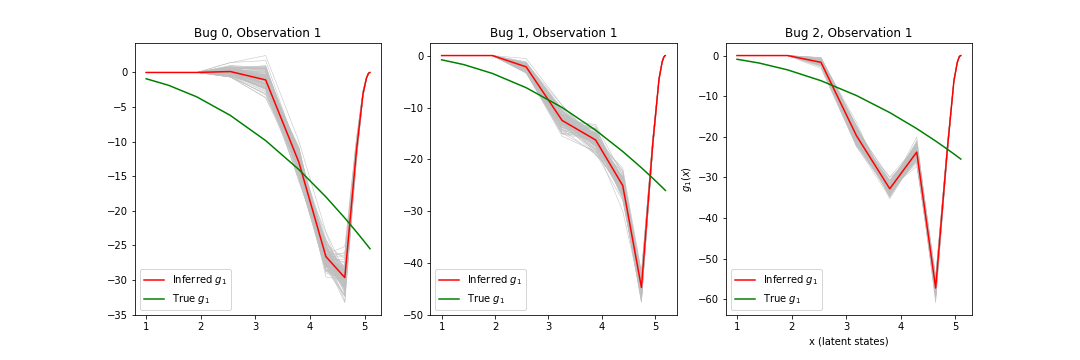 Bug 0, Observation 1
0
−5
−10
−15
−20
−25
−30
−35
1 2 3 4 5
Inferred g₁
True g₁
Bug 1, Observation 1
0
−10
−20
−30
−40
−50
1 2 3 4 5
Inferred g₁
True g₁
Bug 2, Observation 1
g₁(x)
0
−10
−20
−30
−40
−50
−60
1 2 3 4 5
x (latent states)
Inferred g₁
True g₁